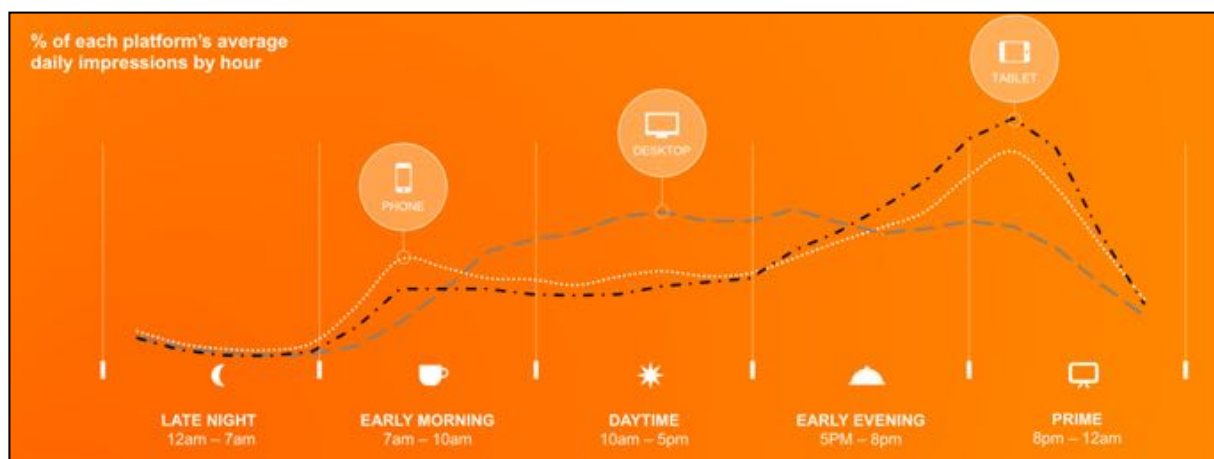 % of each platform's average
daily impressions by hour
TABLET
DESKTOP
PHONE
LATE NIGHT
12am – 7am
EARLY MORNING
7am – 10am
DAYTIME
10am – 5pm
EARLY EVENING
5PM – 8pm
PRIME
8pm – 12am